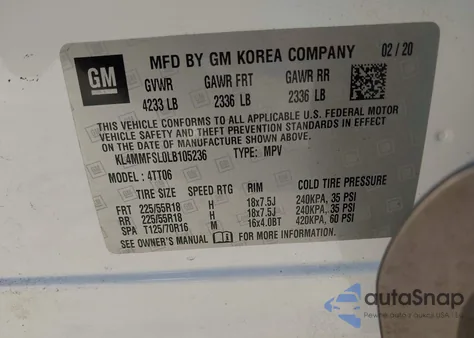 GM
MFD BY GM KOREA COMPANY 02 / 20
GVWR GAWR FRT GAWR RR
4233 LB 2336 LB 2336 LB
THIS VEHICLE CONFORMS TO ALL APPLICABLE U.S. FEDERAL MOTOR
VEHICLE SAFETY AND THEFT PREVENTION STANDARDS IN EFFECT
ON THE DATE OF MANUFACTURE SHOWN ABOVE.
KL4MMFSL0LB105236 TYPE: MPV
MODEL : 4TT06
TIRE SIZE SPEED RTG RIM COLD TIRE PRESSURE
FRT 225/55R18 H 18x7.5J 240KPA, 35 PSI
RR 225/55R18 H 18x7.5J 240KPA, 35 PSI
SPA T125/70R16 M 16x4.0BT 420KPA, 60 PSI
SEE OWNER'S MANUAL FOR MORE INFORMATION.
autoSnap